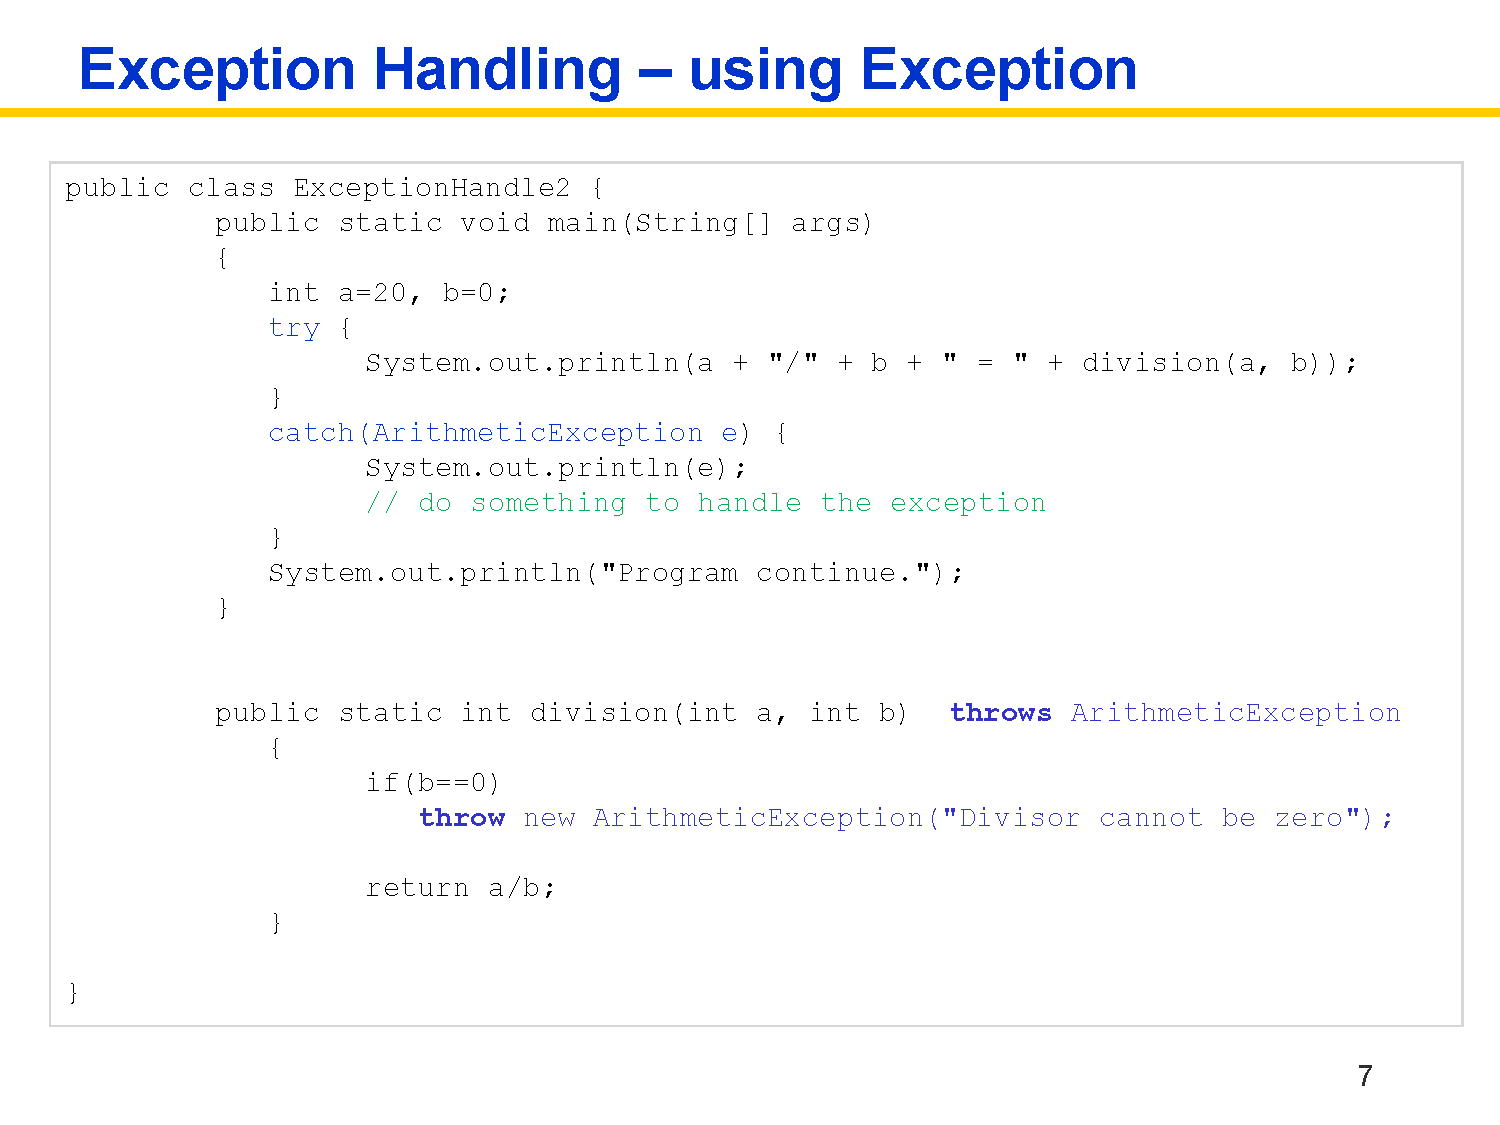 Exception Handling – using Exception
public class ExceptionHandle2 {
public static void main(String[] args)
{
int a=20, b=0;
try {
System.out.println(a + "/" + b + " = " + division(a, b));
}
catch(ArithmeticException e) {
System.out.println(e);
// do something to handle the exception
}
System.out.println("Program continue.");
}
public static int division(int a, int b) throws ArithmeticException
{
if(b==0)
throw new ArithmeticException("Divisor cannot be zero");
return a/b;
}
}
7